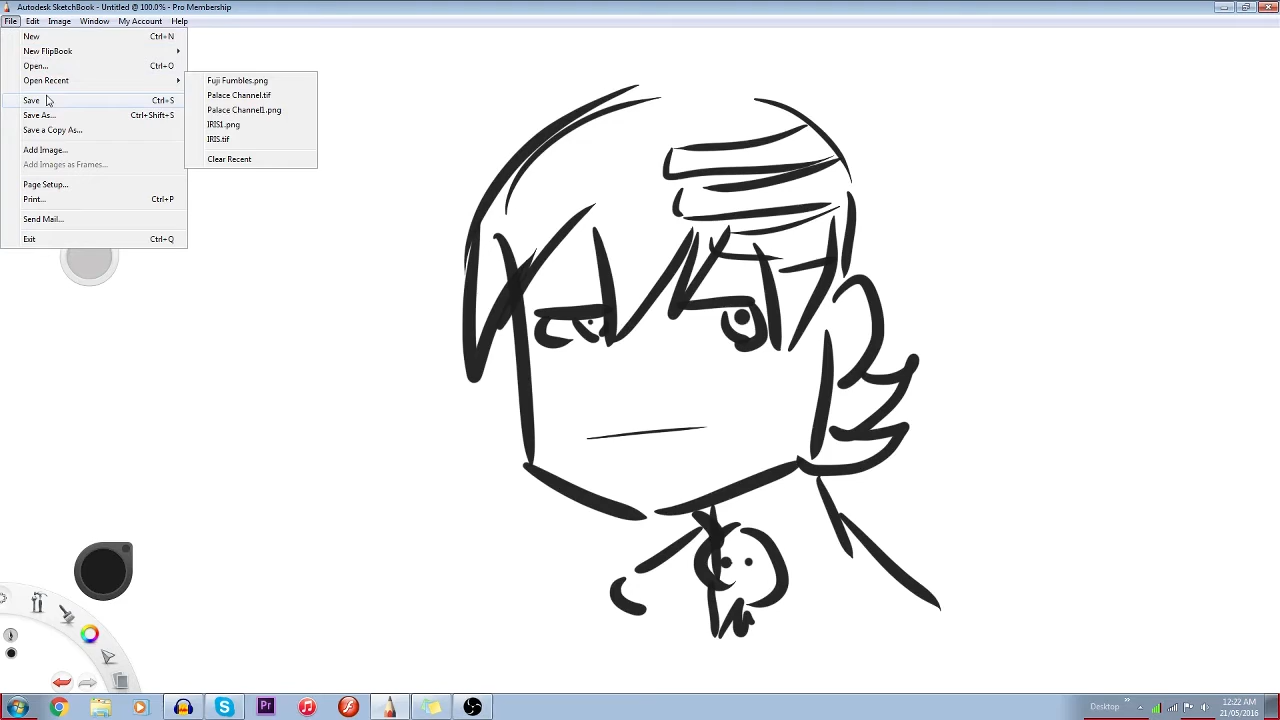 Autodesk SketchBook - Untitled @ 100.0% - Pro Membership
File Edit Image Window My Account Help
New Ctrl+N
New FlipBook
Open... Ctrl+O
Open Recent
Save Ctrl+S
Save As... Ctrl+Shift+S
Save a Copy As...
Add Image...
Add Images as Frames...
Page Setup...
Print... Ctrl+P
Send Mail...
Exit Ctrl+Q
Fuji Fumbles.png
Palace Channel.tif
Palace Channel1.png
IRIS1.png
IRIS.tif
Clear Recent
Pr
Desktop
12:22 AM
21/05/2016